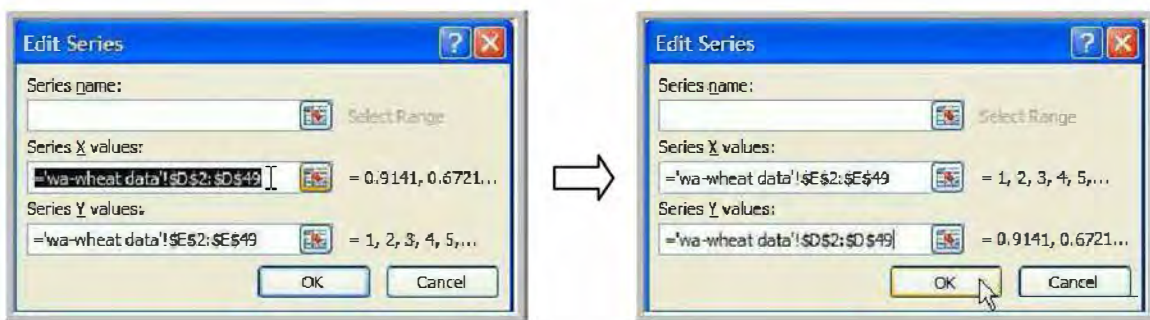 Edit Series
Series name:
Select Range
Series X values:
='wa-wheat data'!$D$2:$D$49 = 0.9141, 0.6721...
Series Y values:
='wa-wheat data'!$E$2:$E$49 = 1, 2, 3, 4, 5,...
OK Cancel
Edit Series
Series name:
Select Range
Series X values:
='wa-wheat data'!$E$2:$E$49 = 1, 2, 3, 4, 5,...
Series Y values:
='wa-wheat data'!$D$2:$D$49 = 0.9141, 0.6721...
OK Cancel